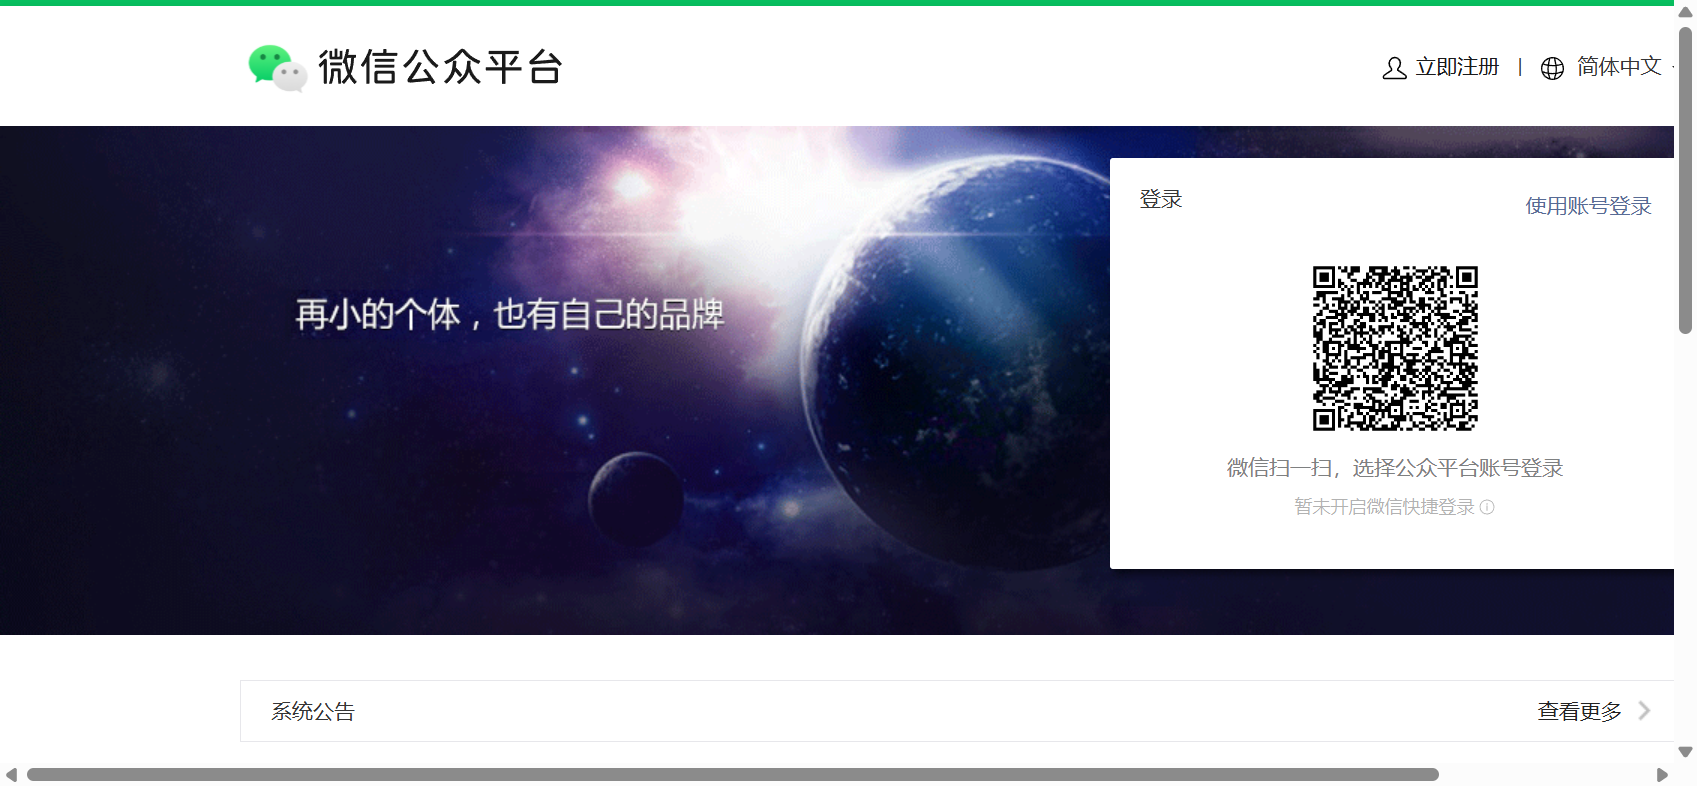 微信公众平台
立即注册 | 简体中文
登录
使用账号登录
再小的个体，也有自己的品牌
微信扫一扫，选择公众平台账号登录
暂未开启微信快捷登录
系统公告
查看更多